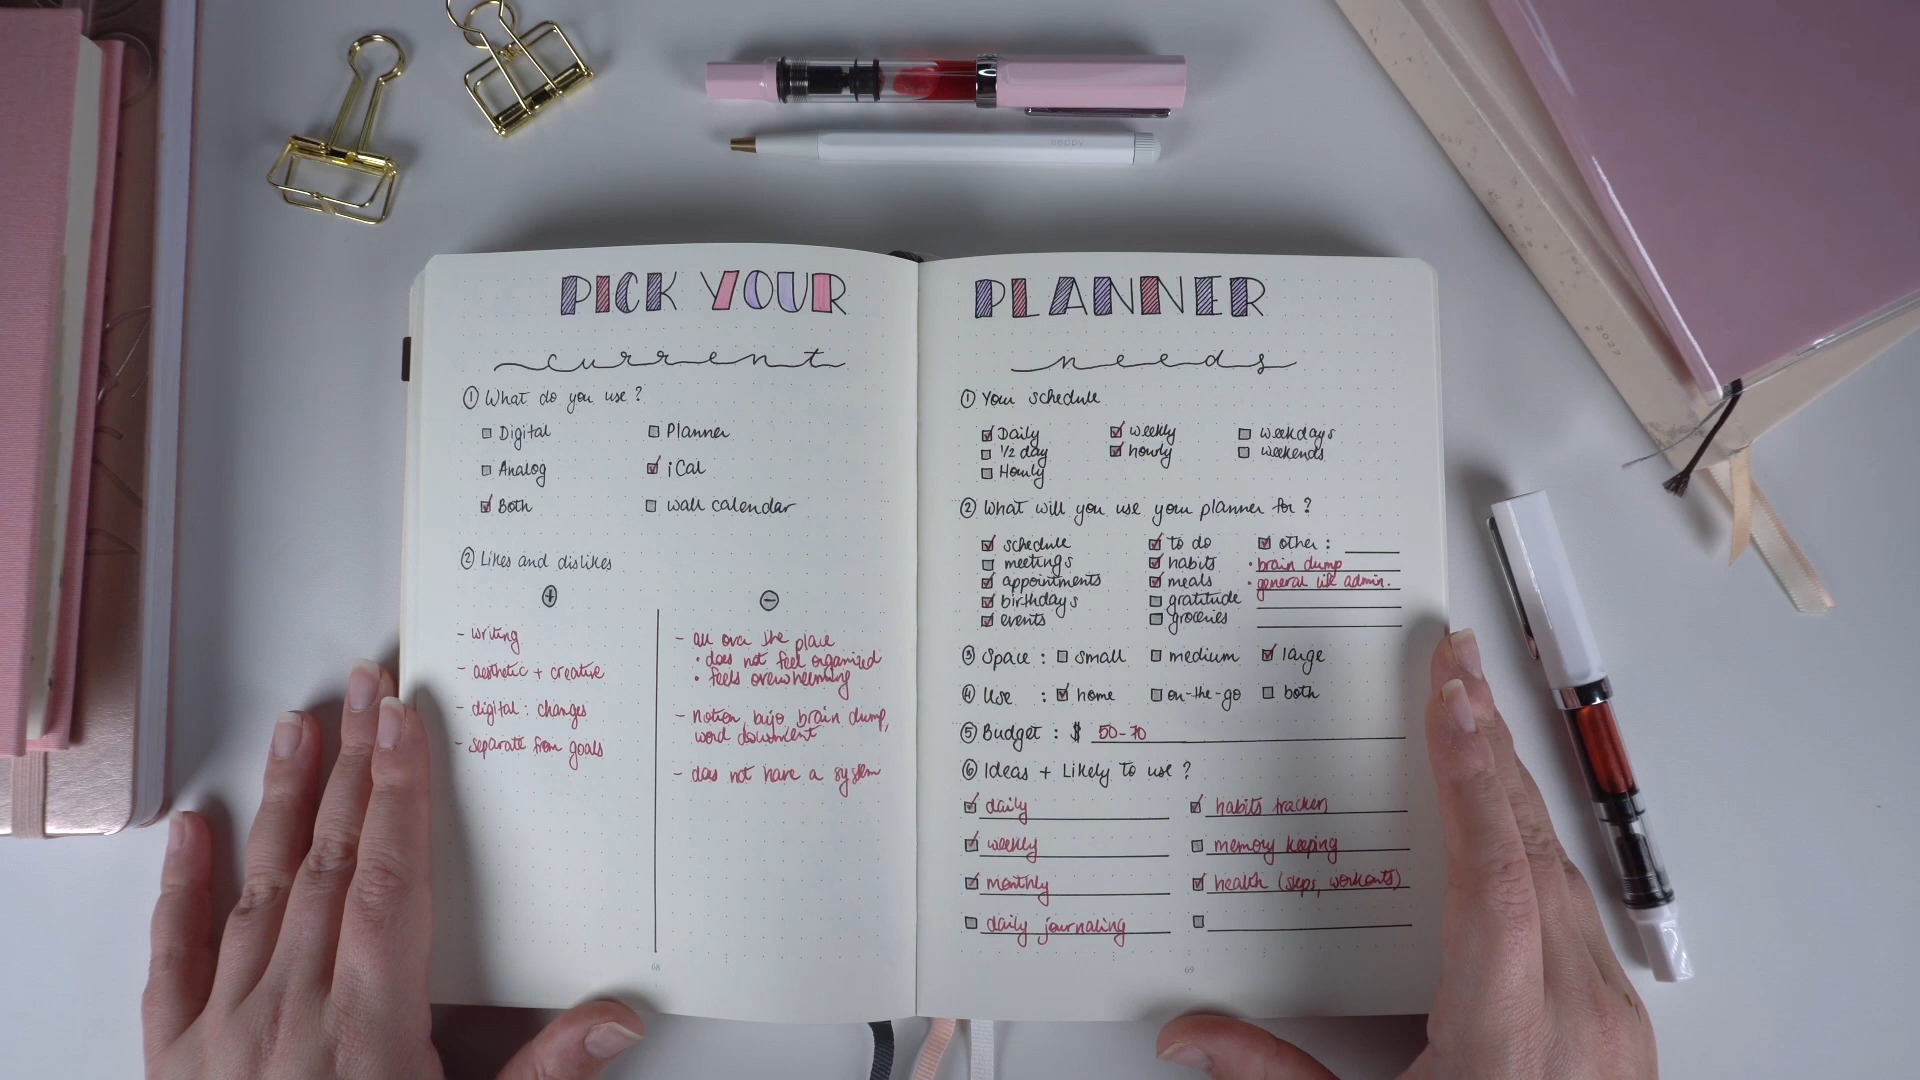 seppy
2022
PICK YOUR
current
① What do you use?
Digital
Planner
Analog
iCal
Both
wall calendar
② Likes and dislikes
+
−
- writing
- aesthetic + creative
- digital: changes
- separate from goals
- all over the place
• does not feel organized
• feels overwhelming
- notion, bujo, brain dump,
word document
- does not have a system
68
PLANNER
needs
① Your schedule
Daily
weekly
weekdays
1/2 day
hourly
weekends
Hourly
② What will you use your planner for?
schedule
to do
other:
meetings
habits
• brain dump
appointments
meals
• general life admin.
birthdays
gratitude
events
groceries
③ Space: small medium large
④ Use : home on-the-go both
⑤ Budget: $ 50-70
⑥ Ideas + Likely to use?
daily
habits trackers
weekly
memory keeping
monthly
health (steps, workouts)
daily journaling
69